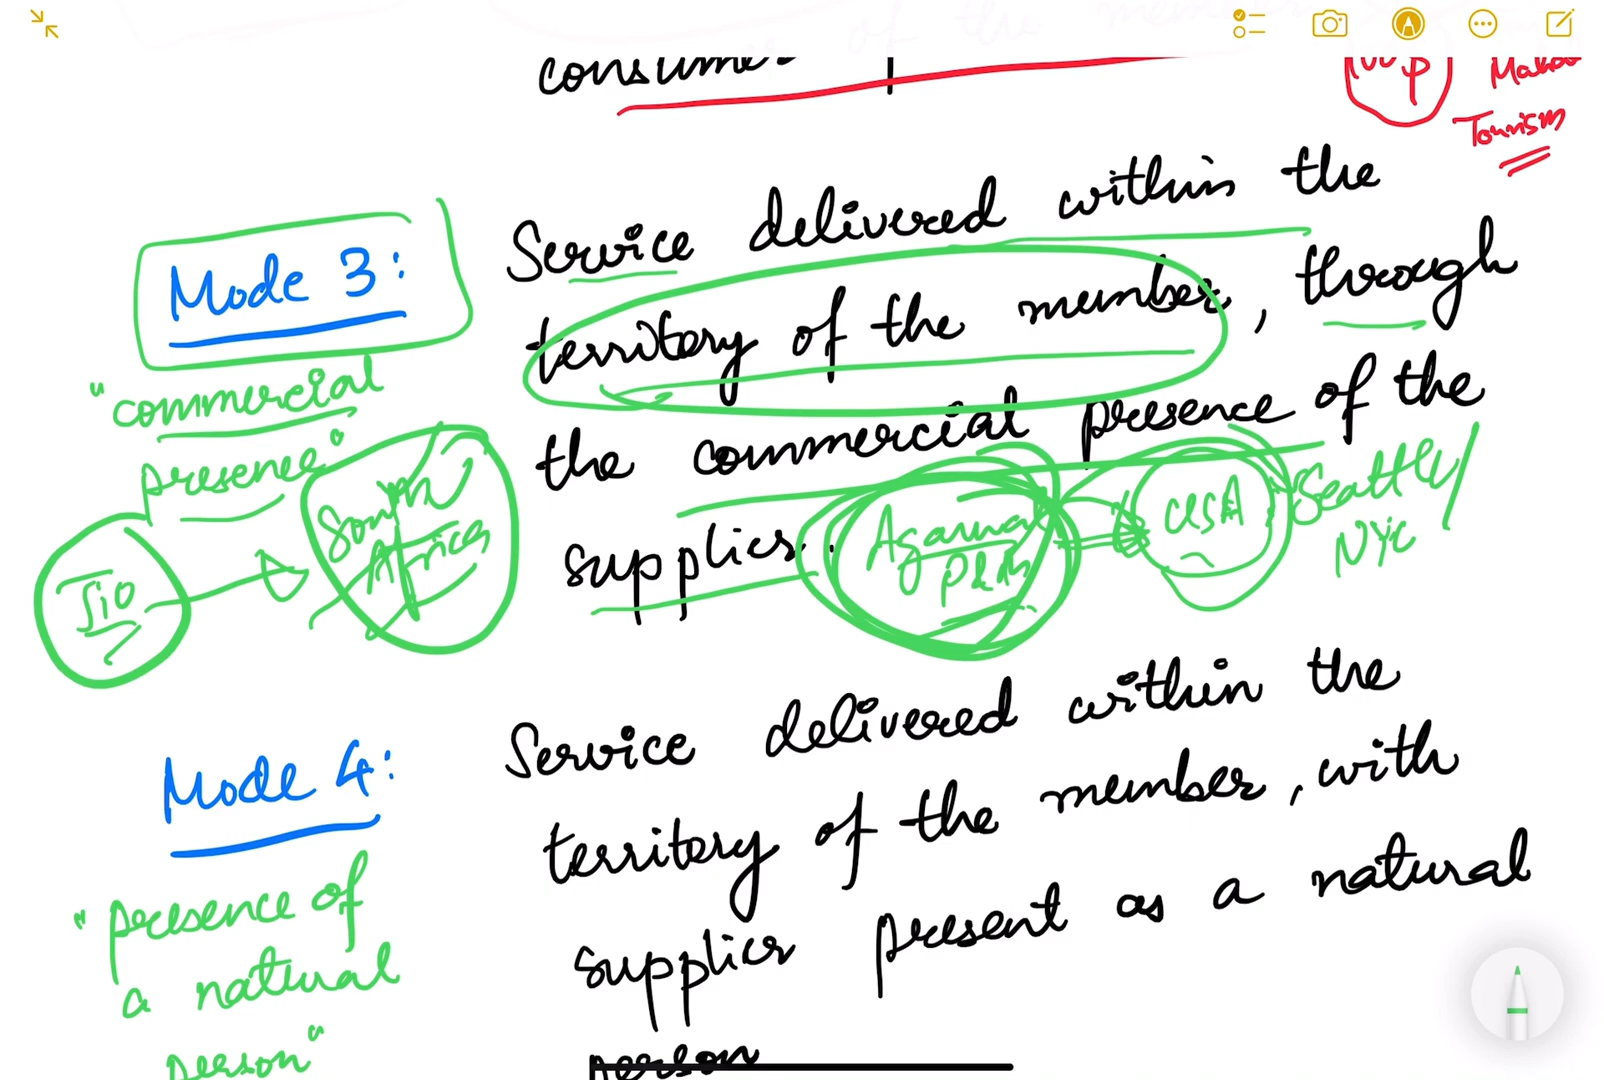 consumer
Tourism
Mode 3:
Service delivered within the
territory of the member, through
the commercial presence of the
supplier.
"commercial
presence"
Jio
South
Africa
Agarwal
P&M
USA
Seattle/
NYC
Mode 4:
Service delivered within the
territory of the member, with
supplier present as a natural
person
"presence of
a natural
person"